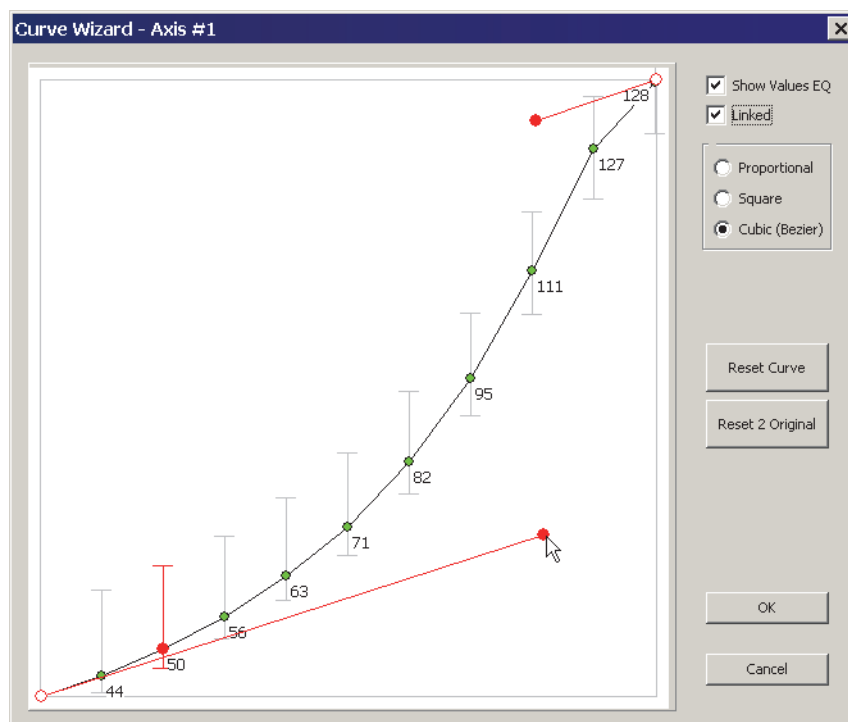 Curve Wizard - Axis #1
Show Values EQ
Linked
Proportional
Square
Cubic (Bezier)
Reset Curve
Reset 2 Original
OK
Cancel
128
127
111
95
82
71
63
56
50
44